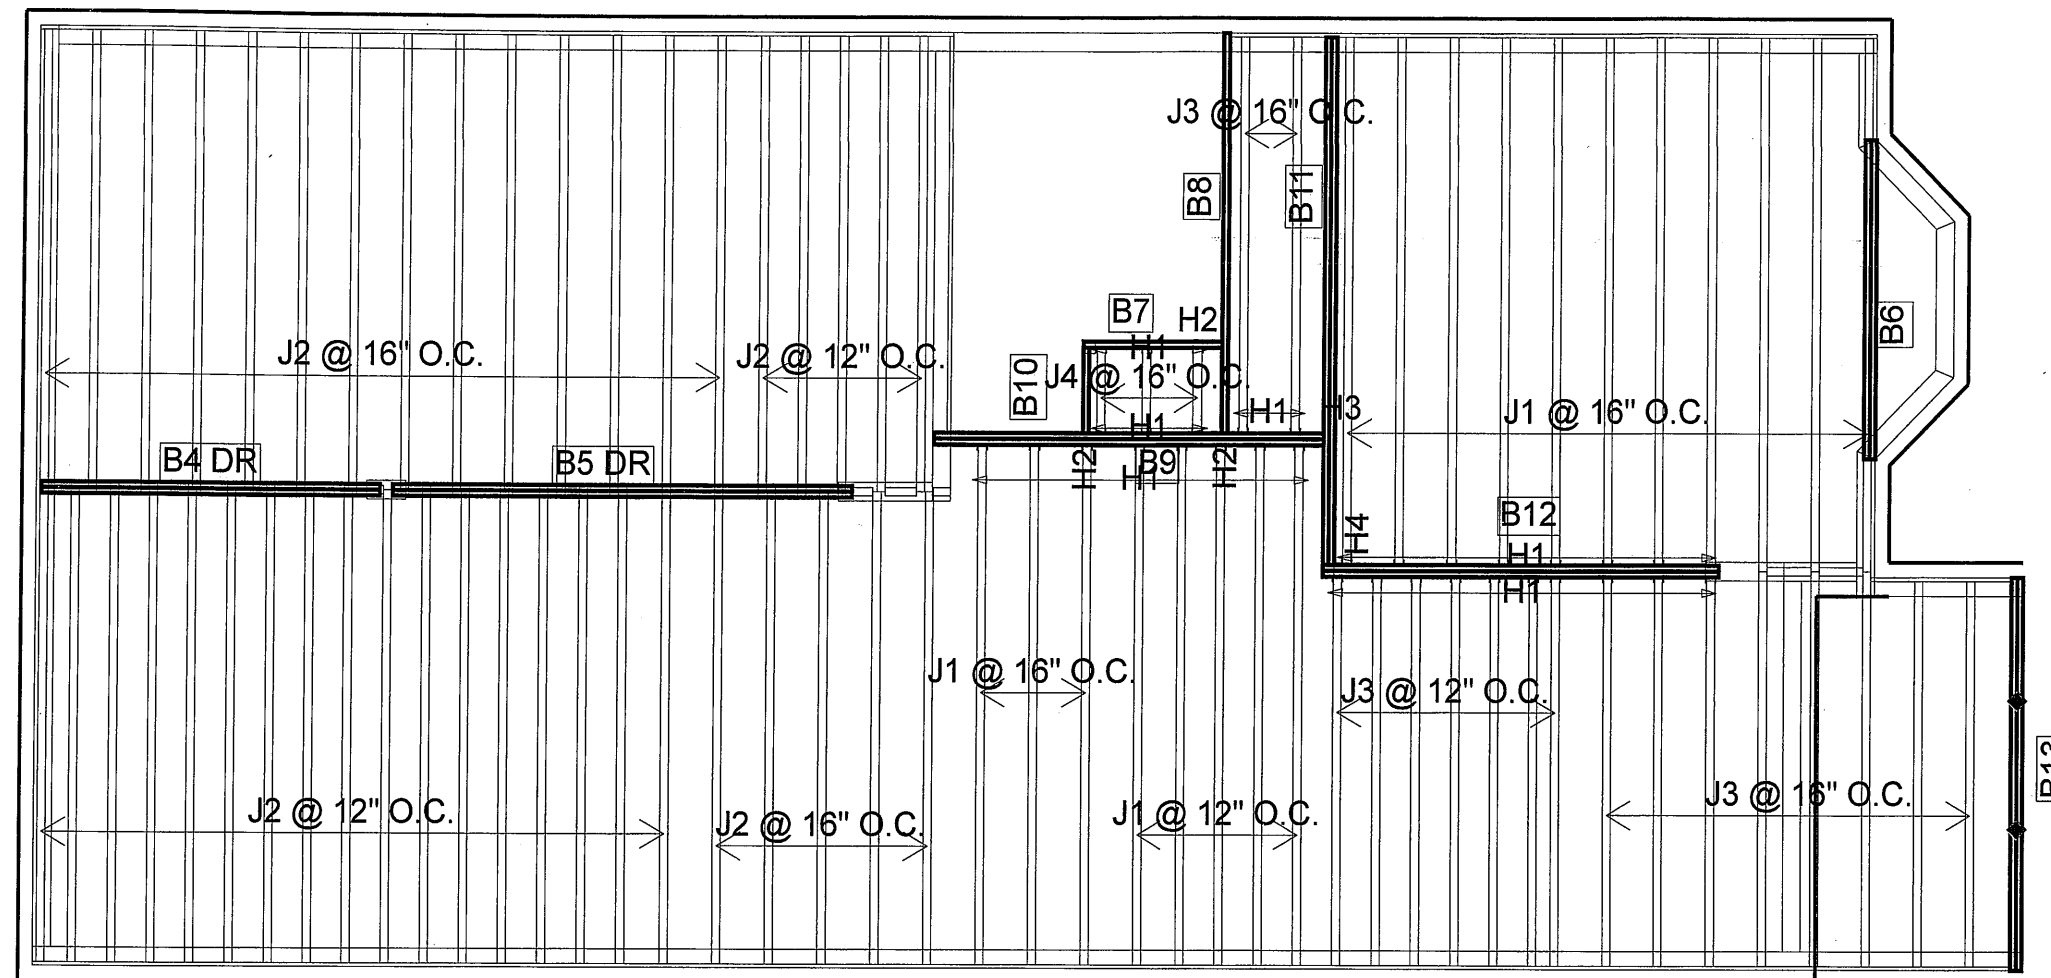 J3 @ 16" O.C.
B8
B11
B7
H2
B6
H1
J2 @ 16" O.C.
J2 @ 12" O.C.
B10
J4 @ 16" O.C.
H1
H1
H3
J1 @ 16" O.C.
B4 DR
B5 DR
H2
B9
H2
H1
B12
H4
H1
H1
J1 @ 16" O.C.
J3 @ 12" O.C.
B13
J3 @ 16" O.C.
J2 @ 12" O.C.
J2 @ 16" O.C.
J1 @ 12" O.C.